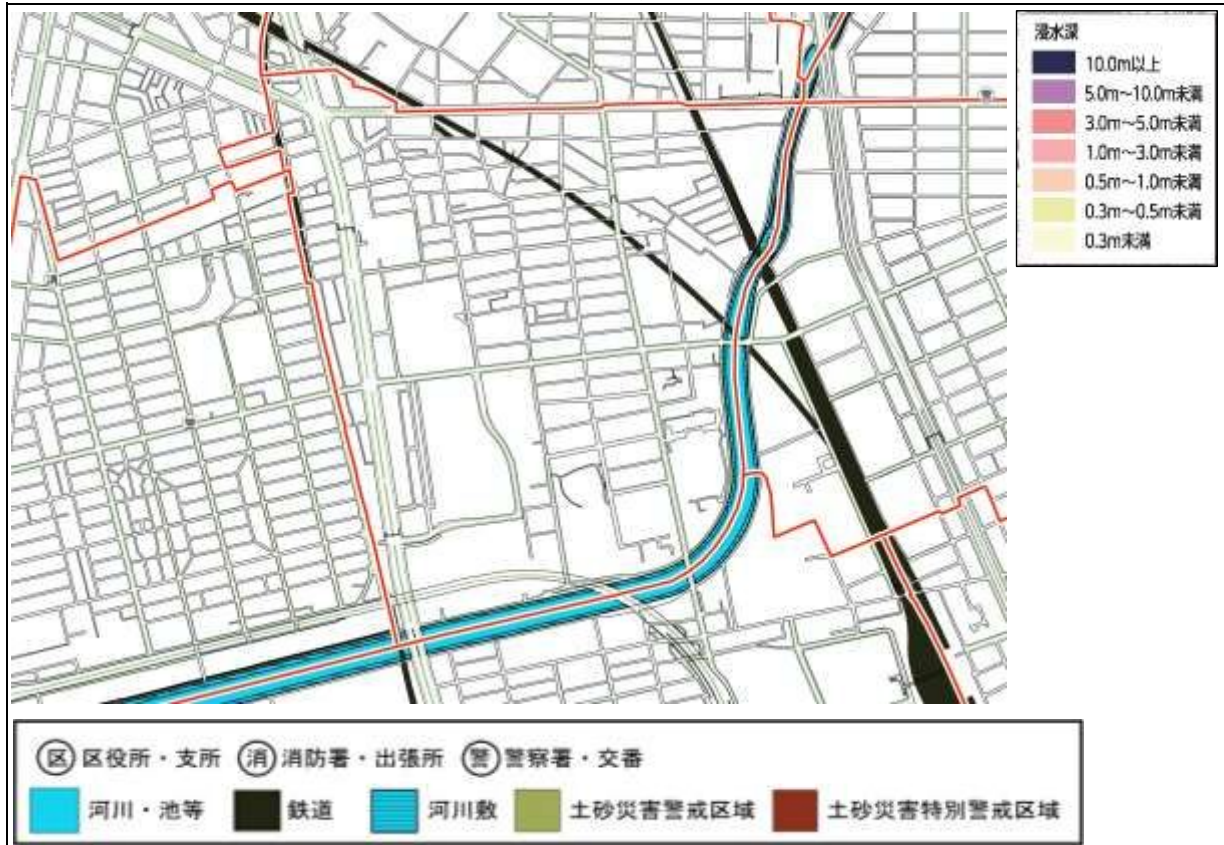 浸水深
10.0m以上
5.0m～10.0m未満
3.0m～5.0m未満
1.0m～3.0m未満
0.5m～1.0m未満
0.3m～0.5m未満
0.3m未満
区 区役所・支所 消 消防署・出張所 警 警察署・交番
河川・池等 鉄道 河川敷 土砂災害警戒区域 土砂災害特別警戒区域